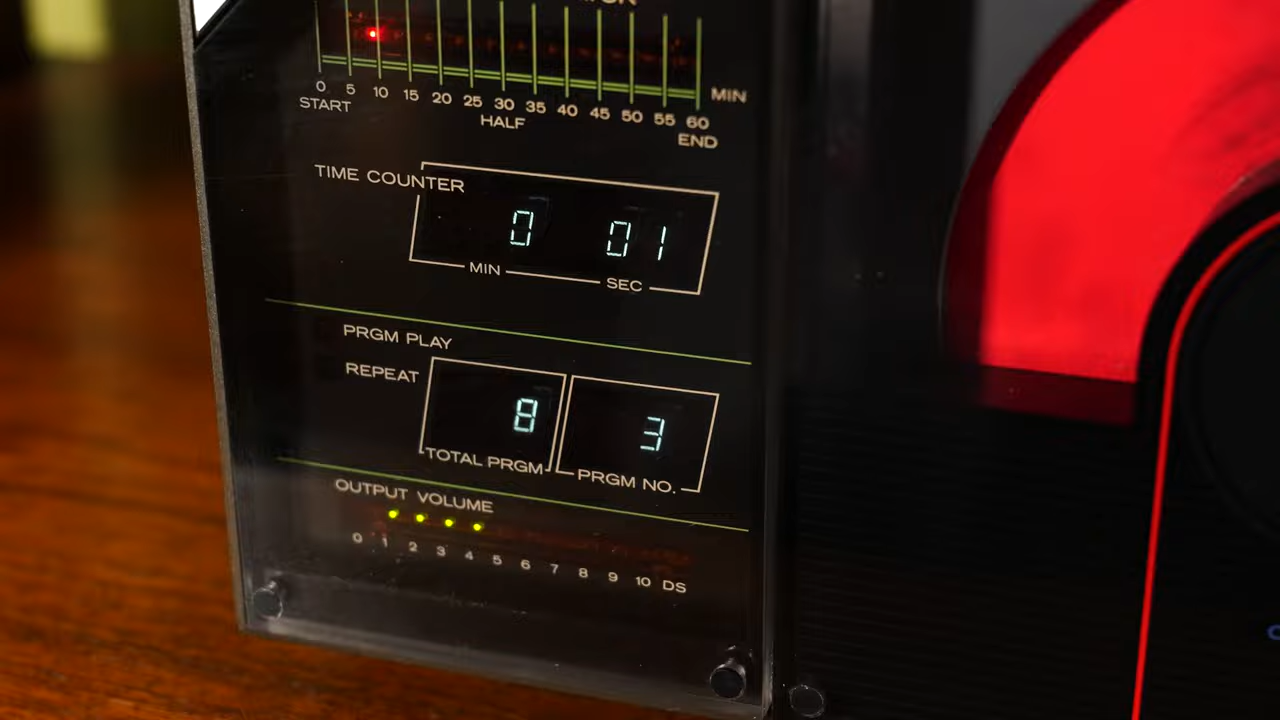 0 5 10 15 20 25 30 35 40 45 50 55 60 MIN
START HALF END
TIME COUNTER
0 01
MIN SEC
PRGM PLAY
REPEAT
8 3
TOTAL PRGM PRGM NO.
OUTPUT VOLUME
0 1 2 3 4 5 6 7 8 9 10 DS